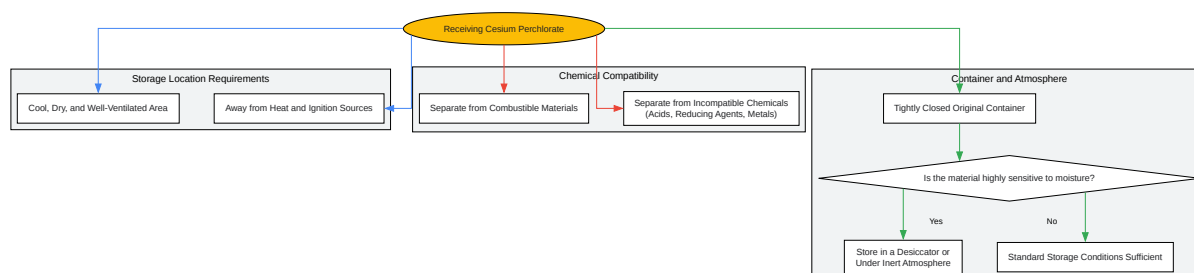 Receiving Cesium Perchlorate
Storage Location Requirements
Cool, Dry, and Well-Ventilated Area
Away from Heat and Ignition Sources
Chemical Compatibility
Separate from Combustible Materials
Separate from Incompatible Chemicals
(Acids, Reducing Agents, Metals)
Container and Atmosphere
Tightly Closed Original Container
Is the material highly sensitive to moisture?
Yes
No
Store in a Desiccator or
Under Inert Atmosphere
Standard Storage Conditions Sufficient